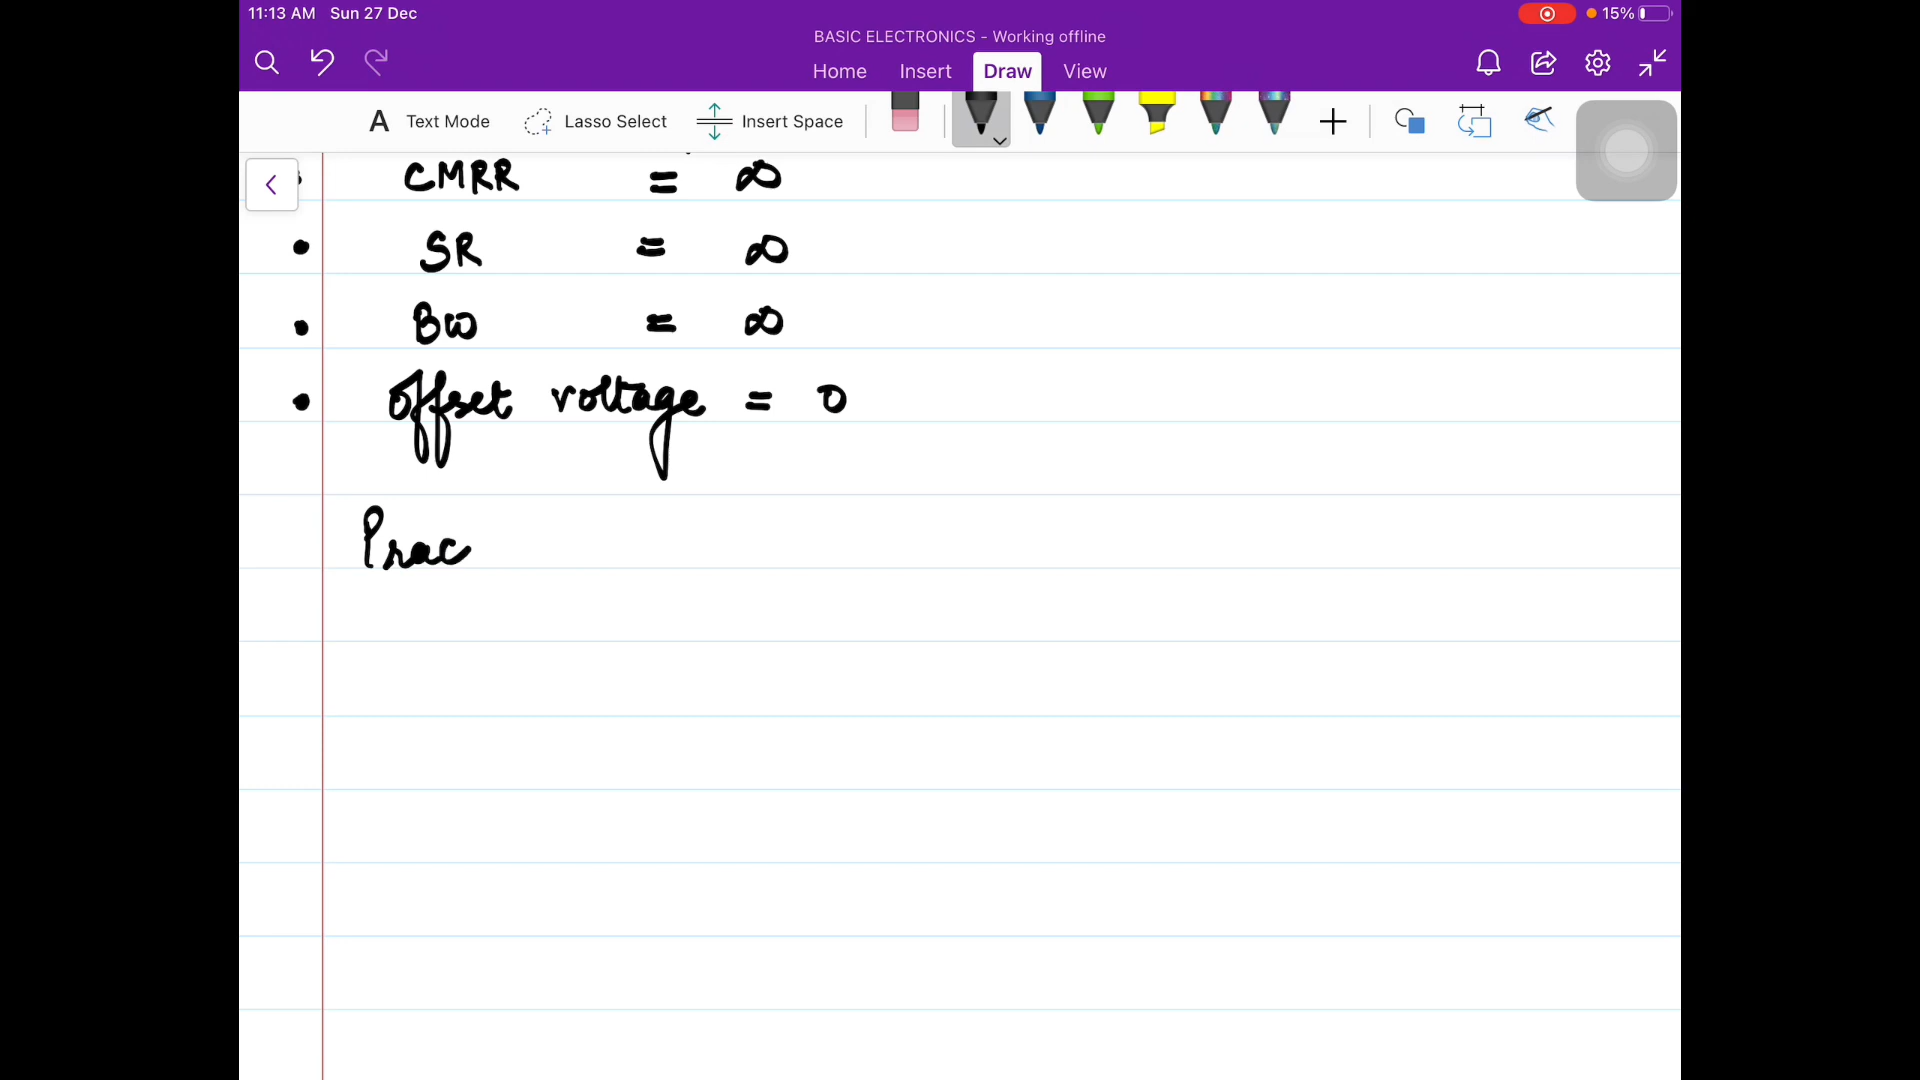 11:13 AM Sun 27 Dec 15%
BASIC ELECTRONICS - Working offline
Home Insert Draw View
A Text Mode Lasso Select Insert Space
CMRR = ∞
• SR = ∞
• BW = ∞
• Offset voltage = 0
Prac